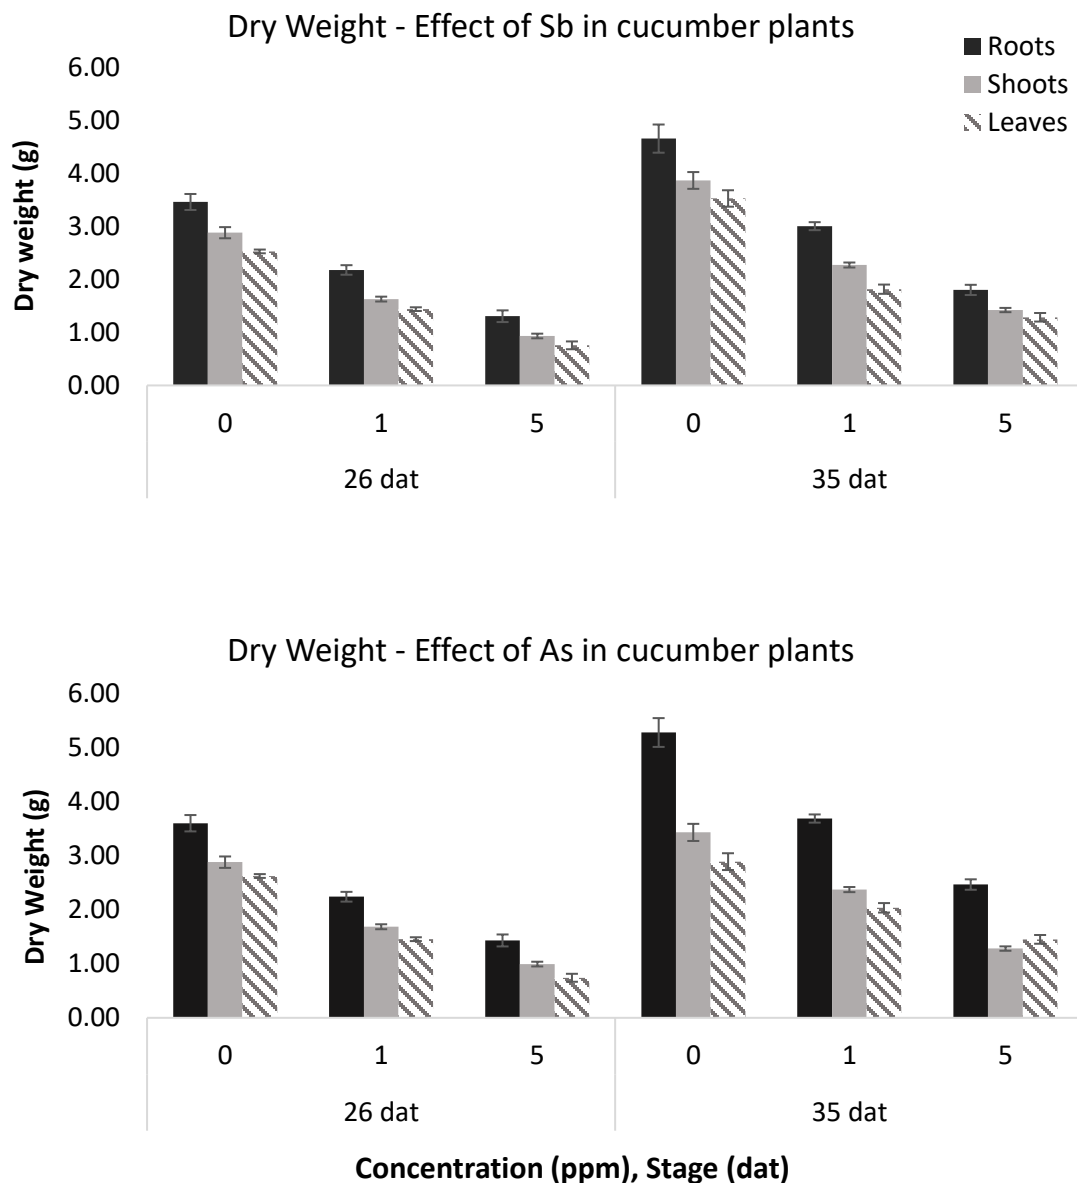 Dry Weight - Effect of Sb in cucumber plants
Roots
Shoots
Leaves
Dry weight (g)
6.00
5.00
4.00
3.00
2.00
1.00
0.00
0 1 5 0 1 5
26 dat 35 dat
Dry Weight - Effect of As in cucumber plants
Dry Weight (g)
6.00
5.00
4.00
3.00
2.00
1.00
0.00
0 1 5 0 1 5
26 dat 35 dat
Concentration (ppm), Stage (dat)